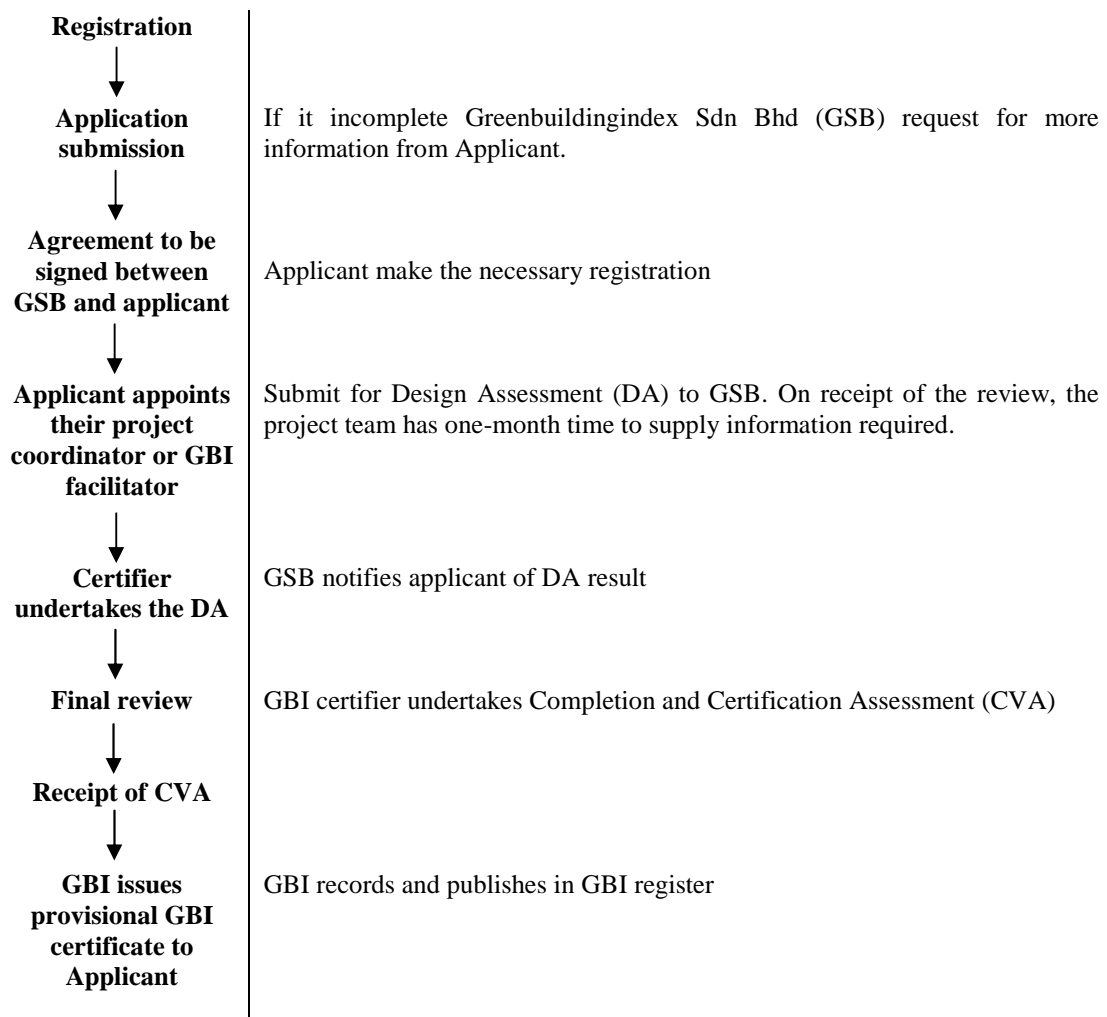 Registration
Application
submission
If it incomplete Greenbuildingindex Sdn Bhd (GSB) request for more
information from Applicant.
Agreement to be
signed between
GSB and applicant
Applicant make the necessary registration
Applicant appoints
their project
coordinator or GBI
facilitator
Submit for Design Assessment (DA) to GSB. On receipt of the review, the
project team has one-month time to supply information required.
Certifier
undertakes the DA
GSB notifies applicant of DA result
Final review
GBI certifier undertakes Completion and Certification Assessment (CVA)
Receipt of CVA
GBI issues
provisional GBI
certificate to
Applicant
GBI records and publishes in GBI register